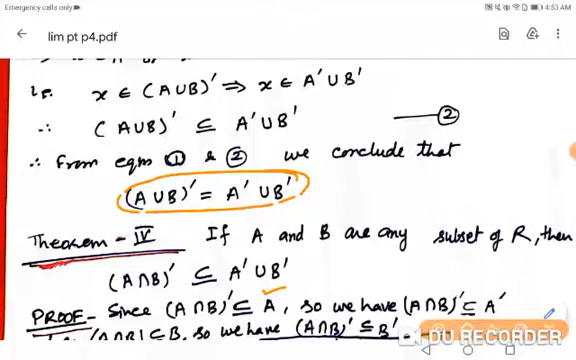 Emergency calls only
4:53 AM
lim pt p4.pdf
i.e. x ∈ (A∪B)′ ⟹ x ∈ A′∪B′
∴ (A∪B)′ ⊆ A′∪B′ —— ②
∴ From eqns ① & ② we conclude that
(A∪B)′ = A′∪B′
Theorem - IV If A and B are any subset of R, then
(A∩B)′ ⊆ A′∪B′
PROOF - Since (A∩B)′ ⊆ A, so we have (A∩B)′ ⊆ A′
(A∩B) ⊆ B, so we have (A∩B)′ ⊆ B′
DU RECORDER